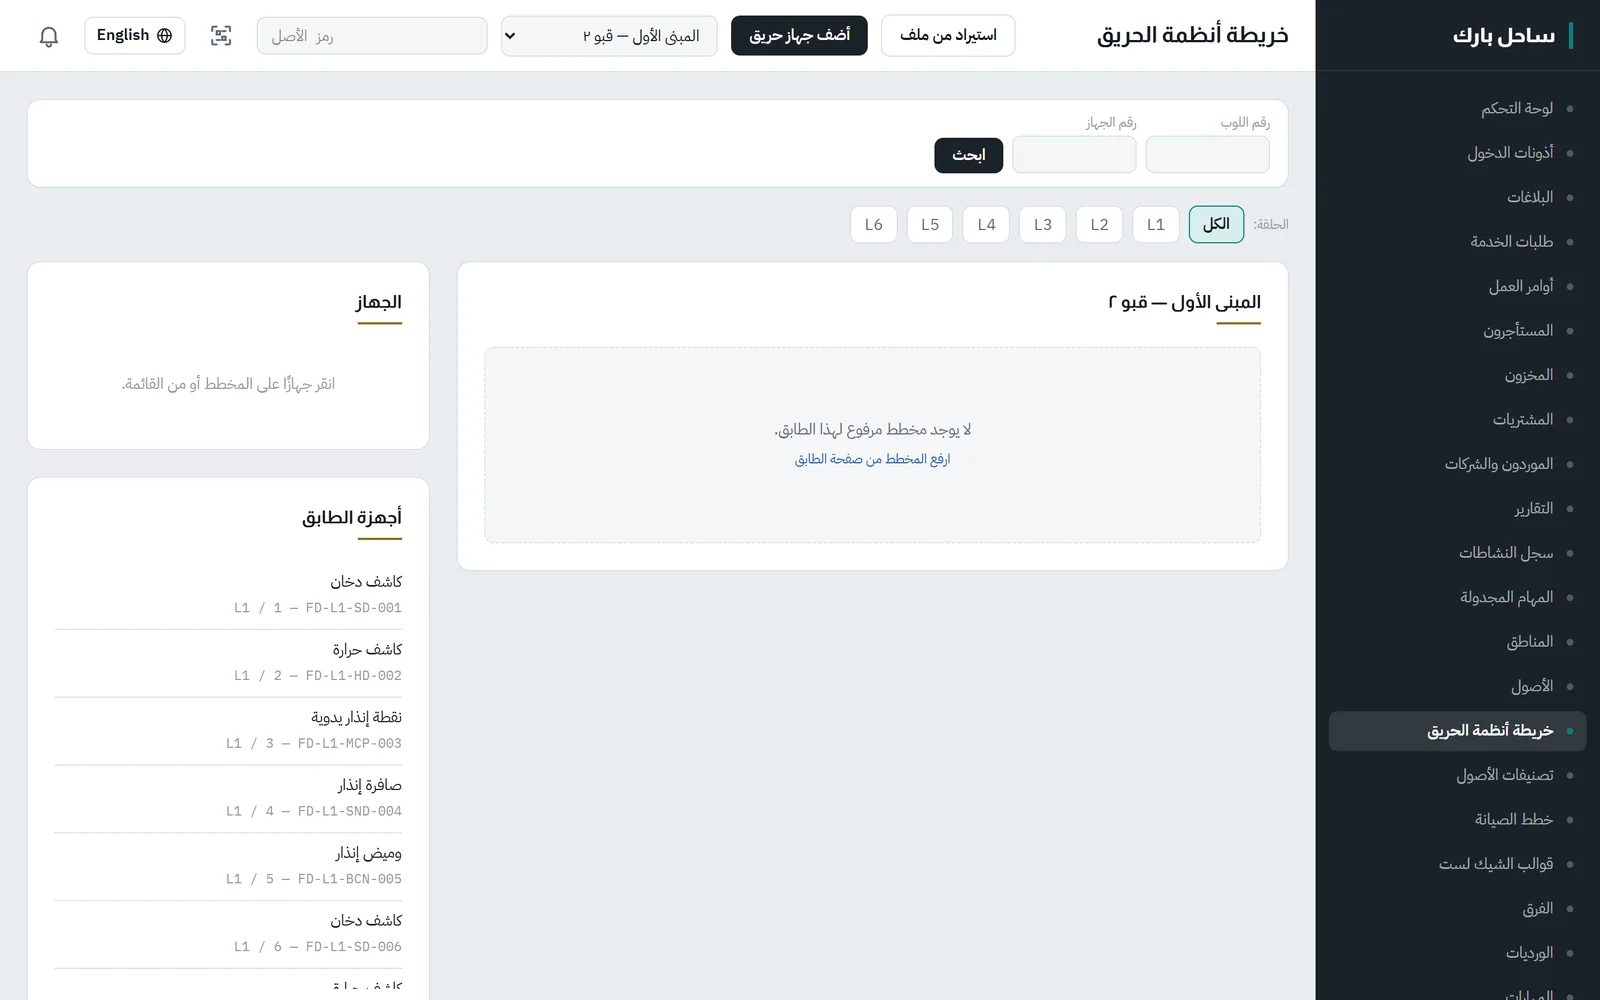 ساحل بارك
لوحة التحكم
أذونات الدخول
البلاغات
طلبات الخدمة
أوامر العمل
المستأجرون
المخزون
المشتريات
الموردون والشركات
التقارير
سجل النشاطات
المهام المجدولة
المناطق
الأصول
خريطة أنظمة الحريق
تصنيفات الأصول
خطط الصيانة
قوالب الشيك لست
الفرق
الورديات
خريطة أنظمة الحريق
استيراد من ملف
أضف جهاز حريق
المبنى الأول — قبو ٢
رمز الأصل
English
رقم اللوب
رقم الجهاز
ابحث
الحلقة:
الكل
L1
L2
L3
L4
L5
L6
المبنى الأول — قبو ٢
لا يوجد مخطط مرفوع لهذا الطابق.
ارفع المخطط من صفحة الطابق
الجهاز
انقر جهازًا على المخطط أو من القائمة.
أجهزة الطابق
كاشف دخان
L1 / 1 — FD-L1-SD-001
كاشف حرارة
L1 / 2 — FD-L1-HD-002
نقطة إنذار يدوية
L1 / 3 — FD-L1-MCP-003
صافرة إنذار
L1 / 4 — FD-L1-SND-004
وميض إنذار
L1 / 5 — FD-L1-BCN-005
كاشف دخان
L1 / 6 — FD-L1-SD-006